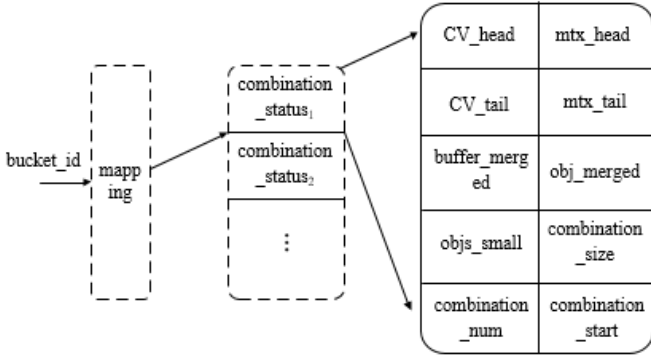 bucket_id
mapp
ing
combination
_status₁
combination
_status₂
⋮
CV_head
mtx_head
CV_tail
mtx_tail
buffer_merg
ed
obj_merged
objs_small
combination
_size
combination
_num
combination
_start